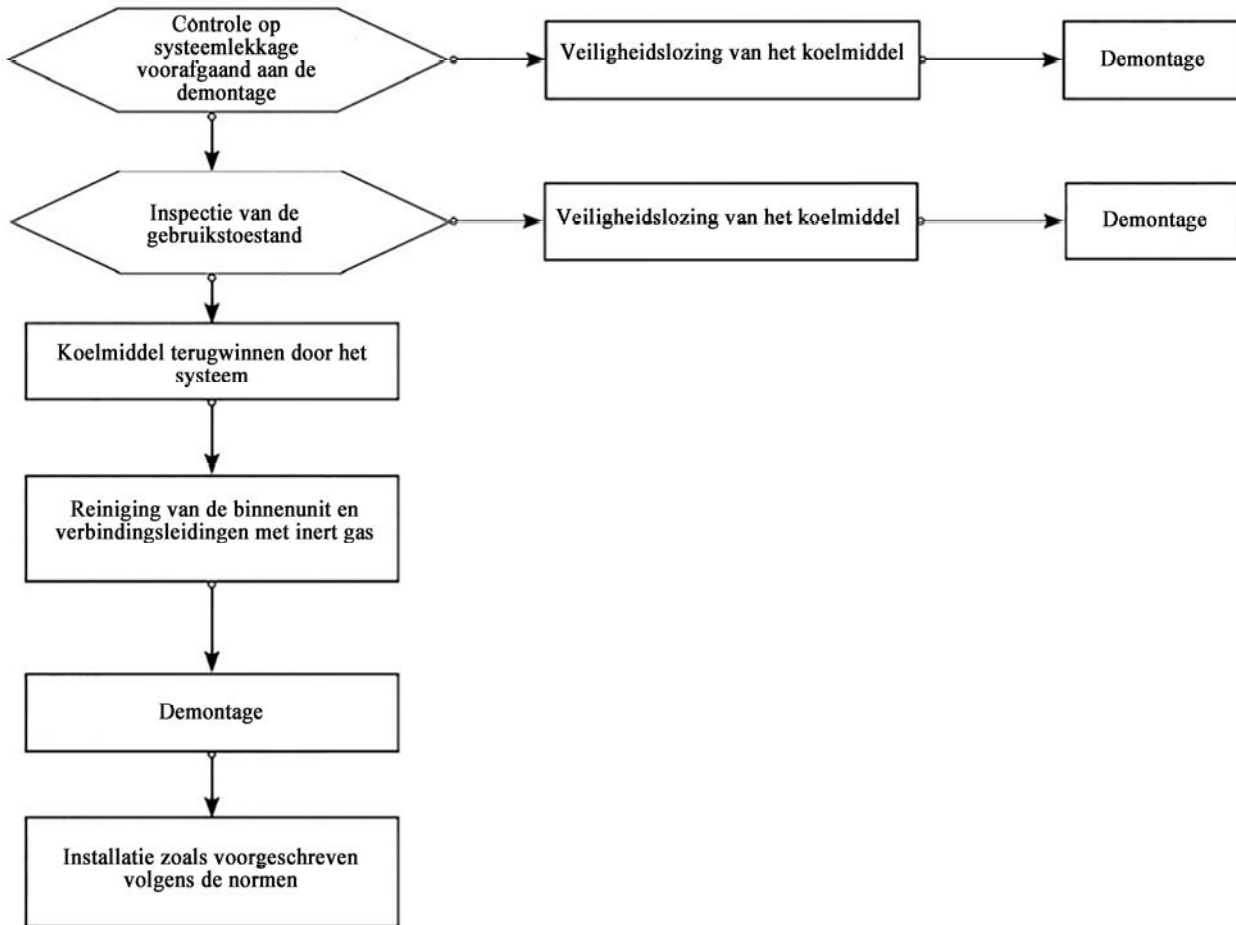 Controle op
systeemlekkage
voorafgaand aan de
demontage
Veiligheidslozing van het koelmiddel
Demontage
Inspectie van de
gebruikstoestand
Veiligheidslozing van het koelmiddel
Demontage
Koelmiddel terugwinnen door het
systeem
Reiniging van de binnenunit en
verbindingsleidingen met inert gas
Demontage
Installatie zoals voorgeschreven
volgens de normen